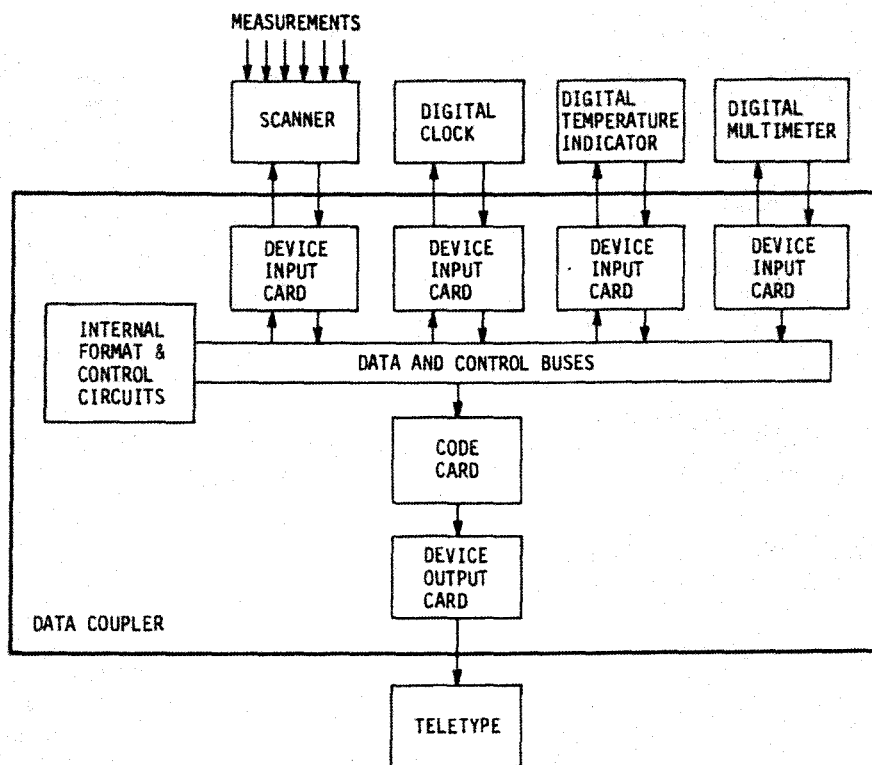 MEASUREMENTS
SCANNER
DIGITAL
CLOCK
DIGITAL
TEMPERATURE
INDICATOR
DIGITAL
MULTIMETER
DEVICE
INPUT
CARD
DEVICE
INPUT
CARD
DEVICE
INPUT
CARD
DEVICE
INPUT
CARD
INTERNAL
FORMAT &
CONTROL
CIRCUITS
DATA AND CONTROL BUSES
CODE
CARD
DEVICE
OUTPUT
CARD
DATA COUPLER
TELETYPE